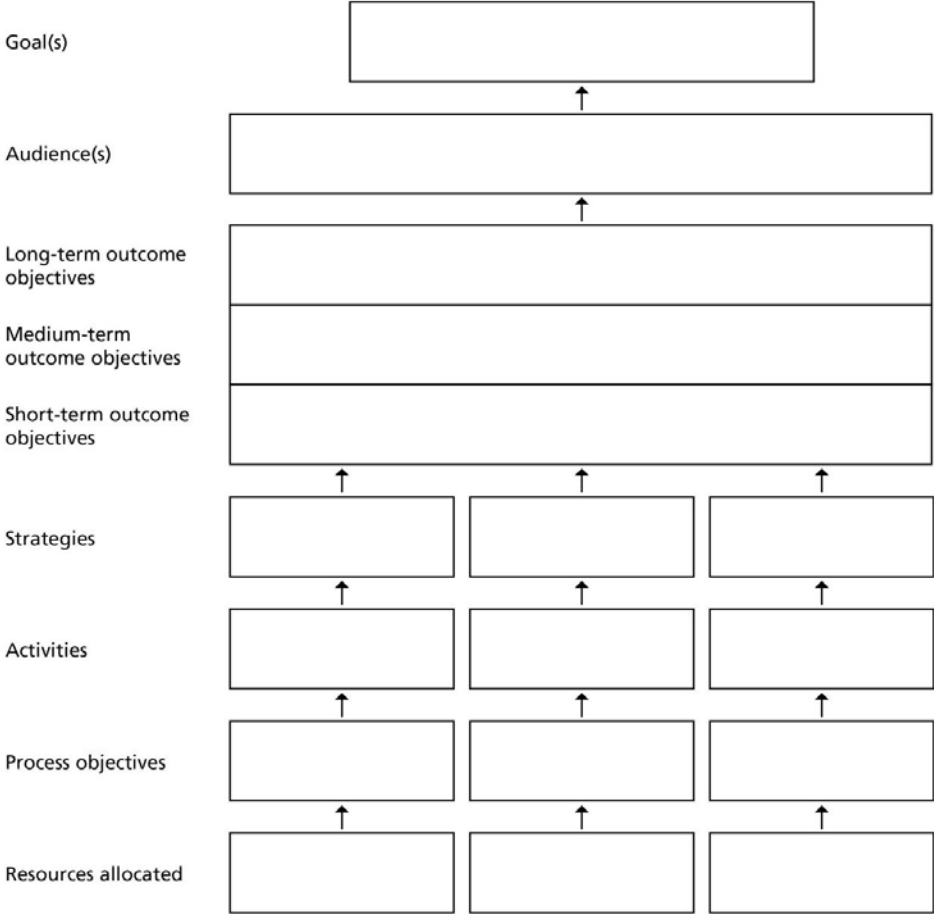 Goal(s)
Audience(s)
Long-term outcome
objectives
Medium-term
outcome objectives
Short-term outcome
objectives
Strategies
Activities
Process objectives
Resources allocated